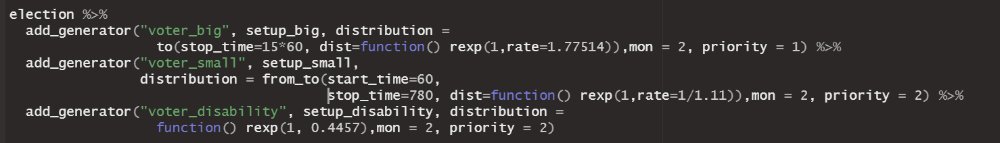 election %>%
  add_generator("voter_big", setup_big, distribution =
                  to(stop_time=15*60, dist=function() rexp(1,rate=1.77514)),mon = 2, priority = 1) %>%
  add_generator("voter_small", setup_small,
                distribution = from_to(start_time=60,
                                       stop_time=780, dist=function() rexp(1,rate=1/1.11)),mon = 2, priority = 2) %>%
  add_generator("voter_disability", setup_disability, distribution =
                  function() rexp(1, 0.4457),mon = 2, priority = 2)